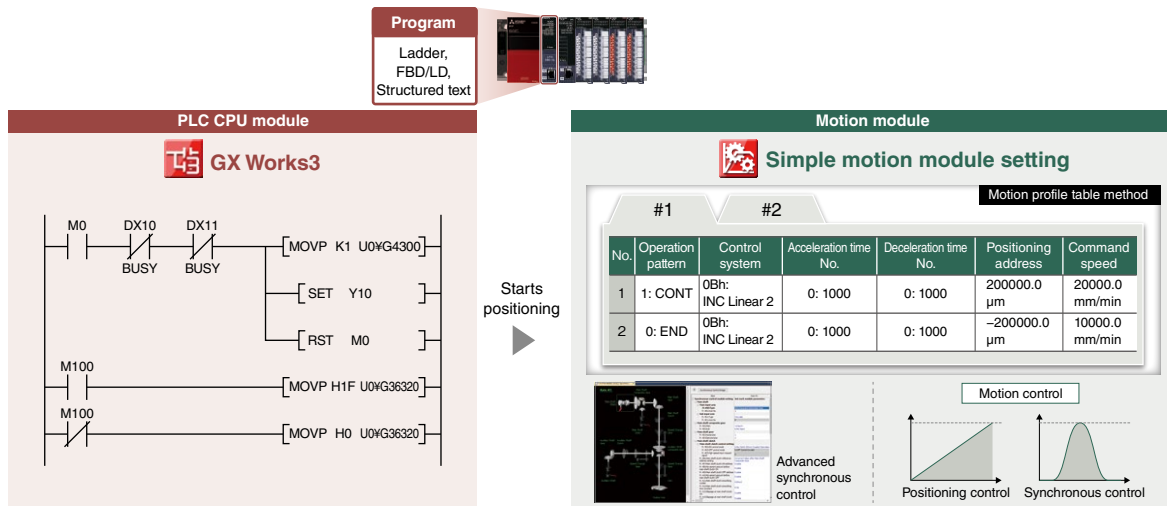 Program
Ladder,
FBD/LD,
Structured text
PLC CPU module
GX Works3
M0 DX10 DX11
BUSY BUSY
MOVP K1 U0¥G4300
SET Y10
RST M0
M100
MOVP H1F U0¥G36320
M100
MOVP H0 U0¥G36320
Starts
positioning
Motion module
Simple motion module setting
Motion profile table method
#1 #2
No. Operation pattern Control system Acceleration time No. Deceleration time No. Positioning address Command speed
1 1: CONT 0Bh: INC Linear 2 0: 1000 0: 1000 200000.0 µm 20000.0 mm/min
2 0: END 0Bh: INC Linear 2 0: 1000 0: 1000 −200000.0 µm 10000.0 mm/min
Advanced
synchronous
control
Motion control
Positioning control Synchronous control